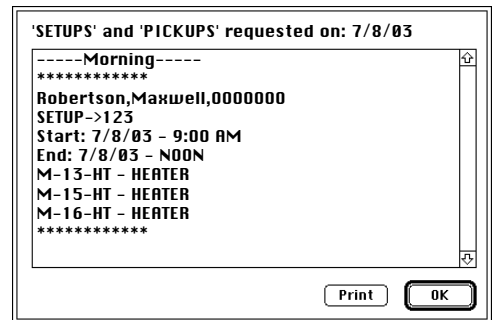 'SETUPS' and 'PICKUPS' requested on: 7/8/03
-----Morning-----
************
Robertson,Maxwell,0000000
SETUP->123
Start: 7/8/03 - 9:00 AM
End: 7/8/03 - NOON
M-13-HT - HEATER
M-15-HT - HEATER
M-16-HT - HEATER
************
Print
OK